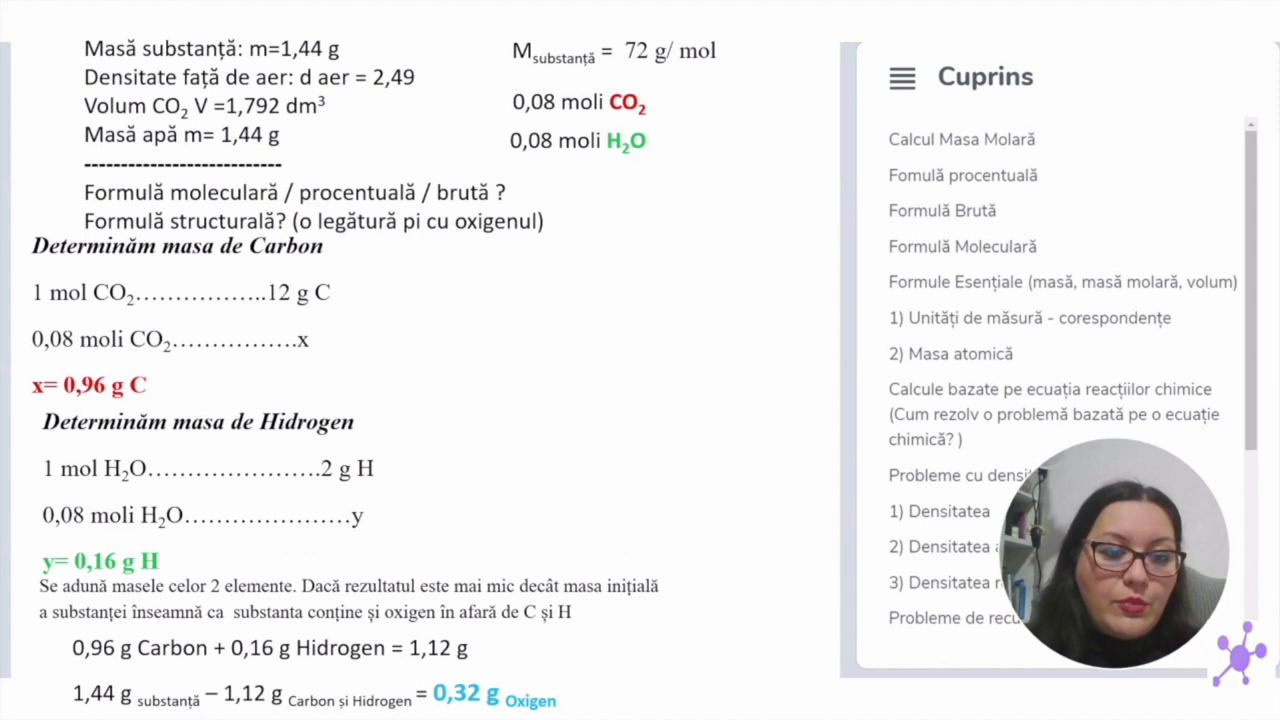 Masă substanță: m=1,44 g
Densitate față de aer: d aer = 2,49
Volum CO₂ V =1,792 dm³
Masă apă m= 1,44 g
---------------------------
Formulă moleculară / procentuală / brută ?
Formulă structurală? (o legătură pi cu oxigenul)
M substanță = 72 g/ mol
0,08 moli CO₂
0,08 moli H₂O
Determinăm masa de Carbon
1 mol CO₂……………..12 g C
0,08 moli CO₂…………….x
x= 0,96 g C
Determinăm masa de Hidrogen
1 mol H₂O………………….2 g H
0,08 moli H₂O…………………y
y= 0,16 g H
Se adună masele celor 2 elemente. Dacă rezultatul este mai mic decât masa inițială
a substanței înseamnă ca substanta conține și oxigen în afară de C și H
0,96 g Carbon + 0,16 g Hidrogen = 1,12 g
1,44 g substanță – 1,12 g Carbon și Hidrogen = 0,32 g Oxigen
Cuprins
Calcul Masa Molară
Fomulă procentuală
Formulă Brută
Formulă Moleculară
Formule Esențiale (masă, masă molară, volum)
1) Unități de măsură - corespondențe
2) Masa atomică
Calcule bazate pe ecuația reacțiilor chimice
(Cum rezolv o problemă bazată pe o ecuație
chimică? )
Probleme cu
1) Densitatea
2) Densitatea
3) Densitatea
Probleme de